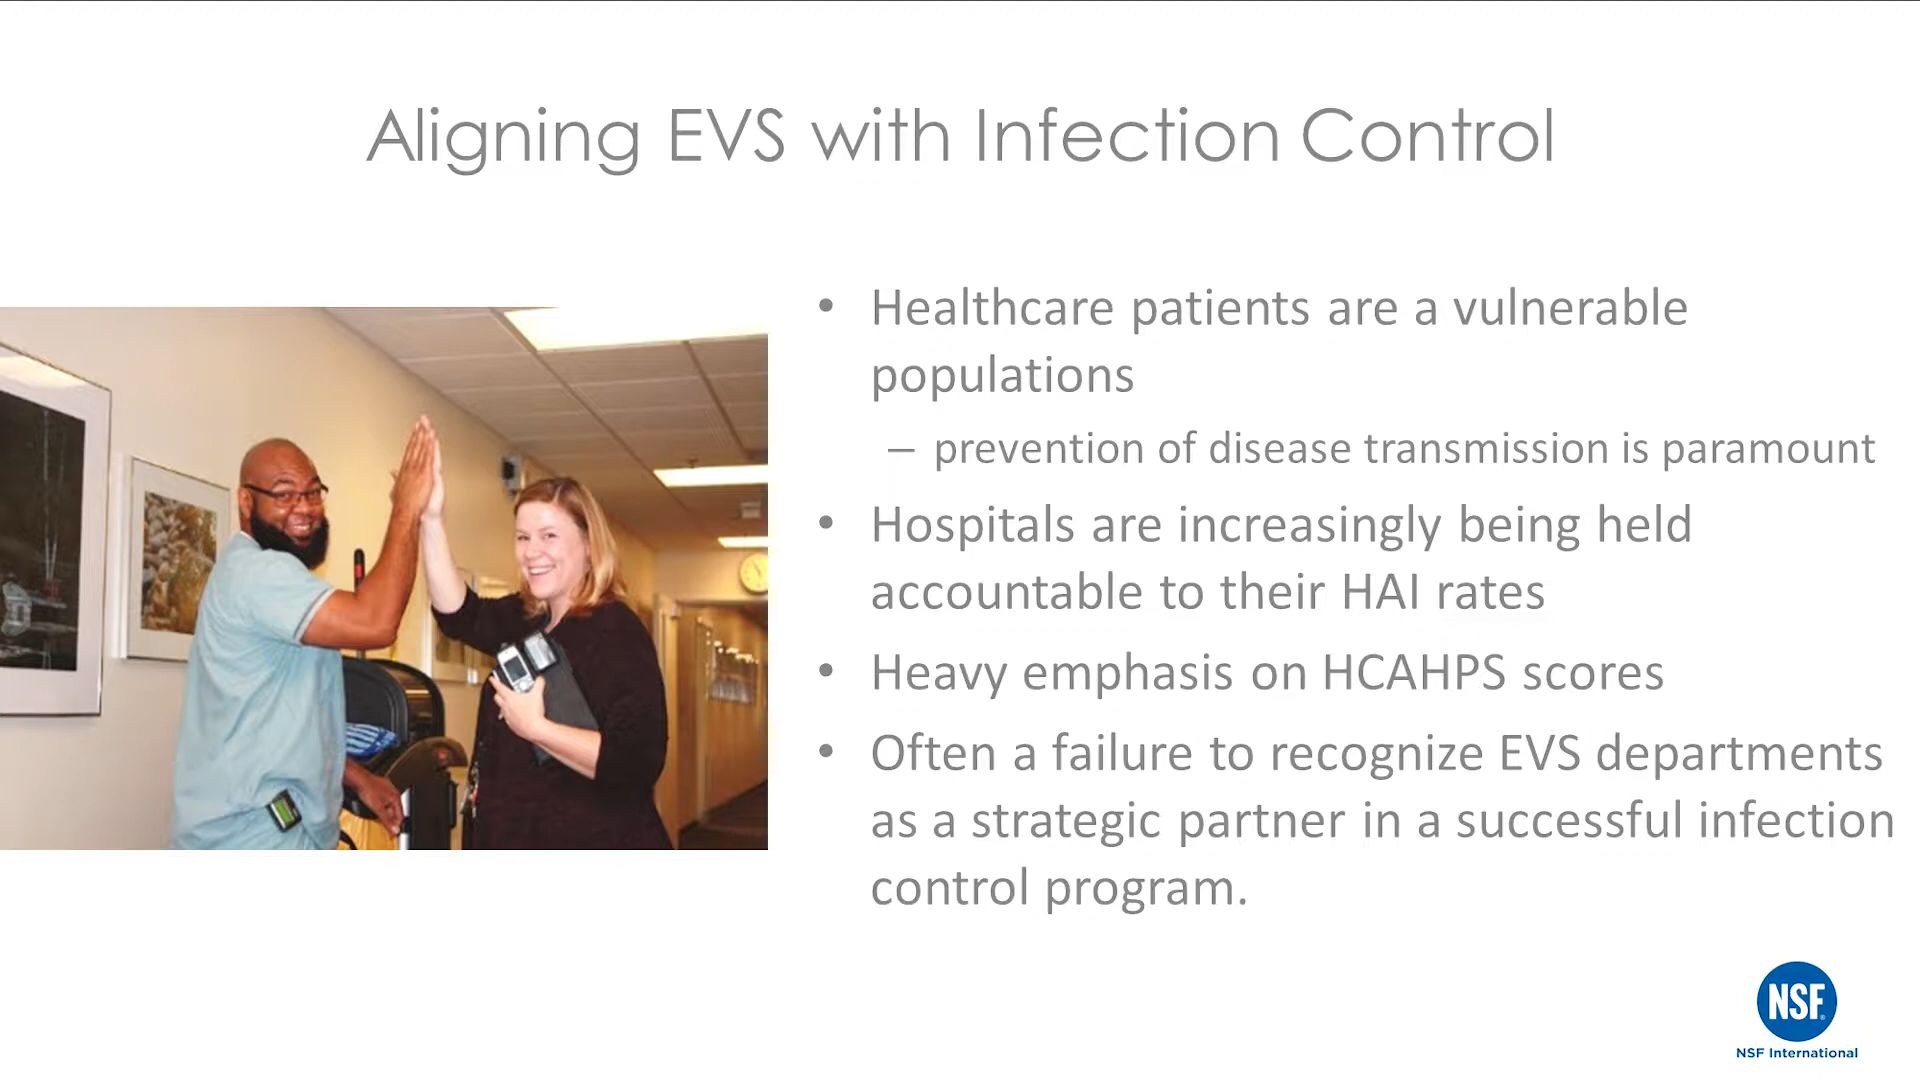 Aligning EVS with Infection Control
• Healthcare patients are a vulnerable
populations
– prevention of disease transmission is paramount
• Hospitals are increasingly being held
accountable to their HAI rates
• Heavy emphasis on HCAHPS scores
• Often a failure to recognize EVS departments
as a strategic partner in a successful infection
control program.
NSF®
NSF International